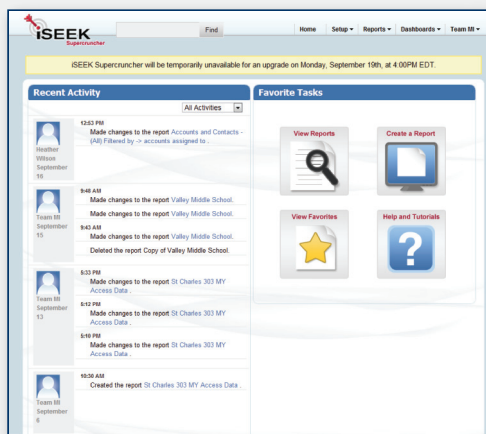 iSEEK
Supercruncher
Find
Home Setup Reports Dashboards Team MI
iSEEK Supercruncher will be temporarily unavailable for an upgrade on Monday, September 19th, at 4:00PM EDT.
Recent Activity
All Activities
12:53 PM
Made changes to the report Accounts and Contacts -
(All) Filtered by -> accounts assigned to .
Heather
Wilson
September
16
9:48 AM
Made changes to the report Valley Middle School.
Made changes to the report Valley Middle School.
9:43 AM
Made changes to the report Valley Middle School.
Deleted the report Copy of Valley Middle School.
Team MI
September
15
5:33 PM
Made changes to the report St Charles 303 MY
Access Data .
5:12 PM
Made changes to the report St Charles 303 MY
Access Data .
5:10 PM
Made changes to the report St Charles 303 MY
Access Data .
Team MI
September
13
10:30 AM
Created the report St Charles 303 MY Access Data .
Team MI
September
6
Favorite Tasks
View Reports
Create a Report
View Favorites
Help and Tutorials
?